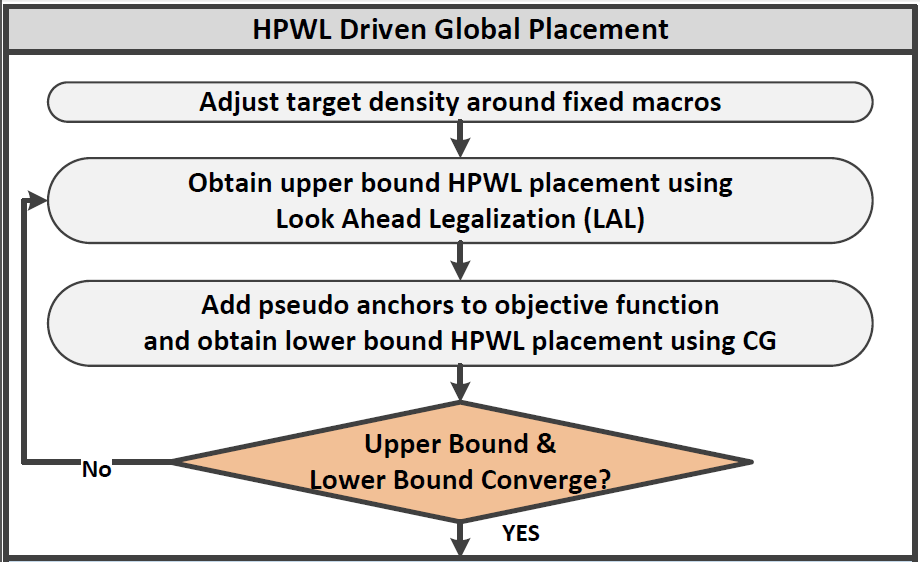 HPWL Driven Global Placement
Adjust target density around fixed macros
Obtain upper bound HPWL placement using
Look Ahead Legalization (LAL)
Add pseudo anchors to objective function
and obtain lower bound HPWL placement using CG
Upper Bound &
Lower Bound Converge?
No
YES